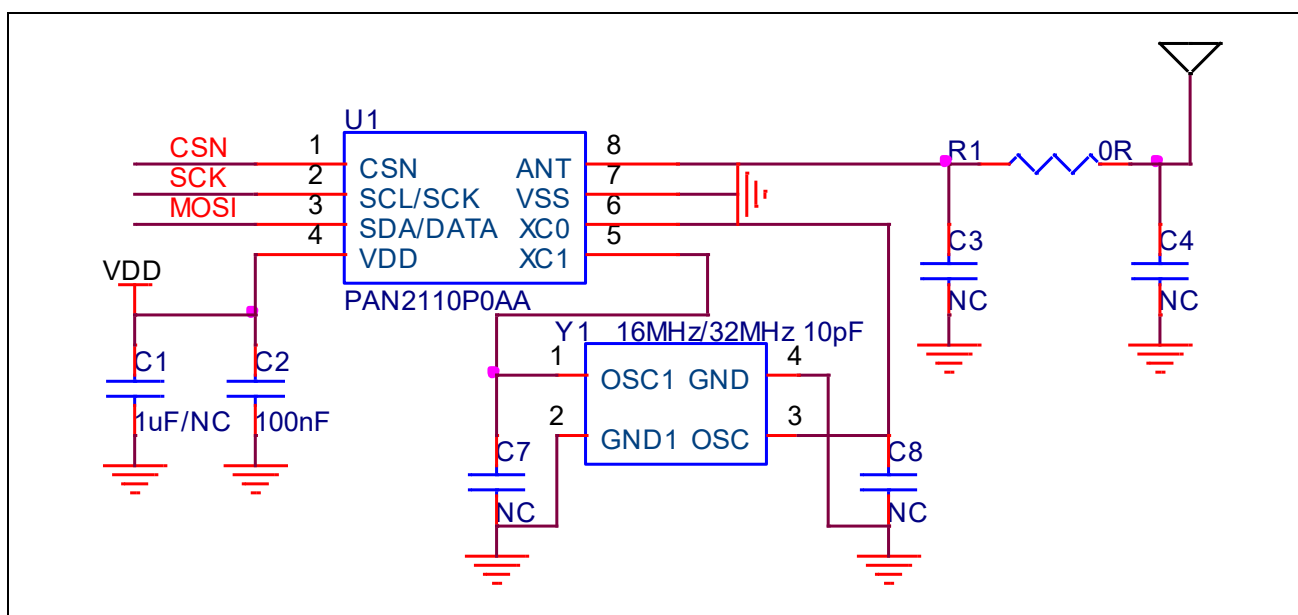 U1
CSN 1 CSN ANT 8
SCK 2 SCL/SCK VSS 7
MOSI 3 SDA/DATA XC0 6
4 VDD XC1 5
PAN2110P0AA
R1 0R
C3
NC
C4
NC
VDD
C1
1uF/NC
C2
100nF
Y1 16MHz/32MHz 10pF
1 OSC1 GND 4
2 GND1 OSC 3
C7
NC
C8
NC